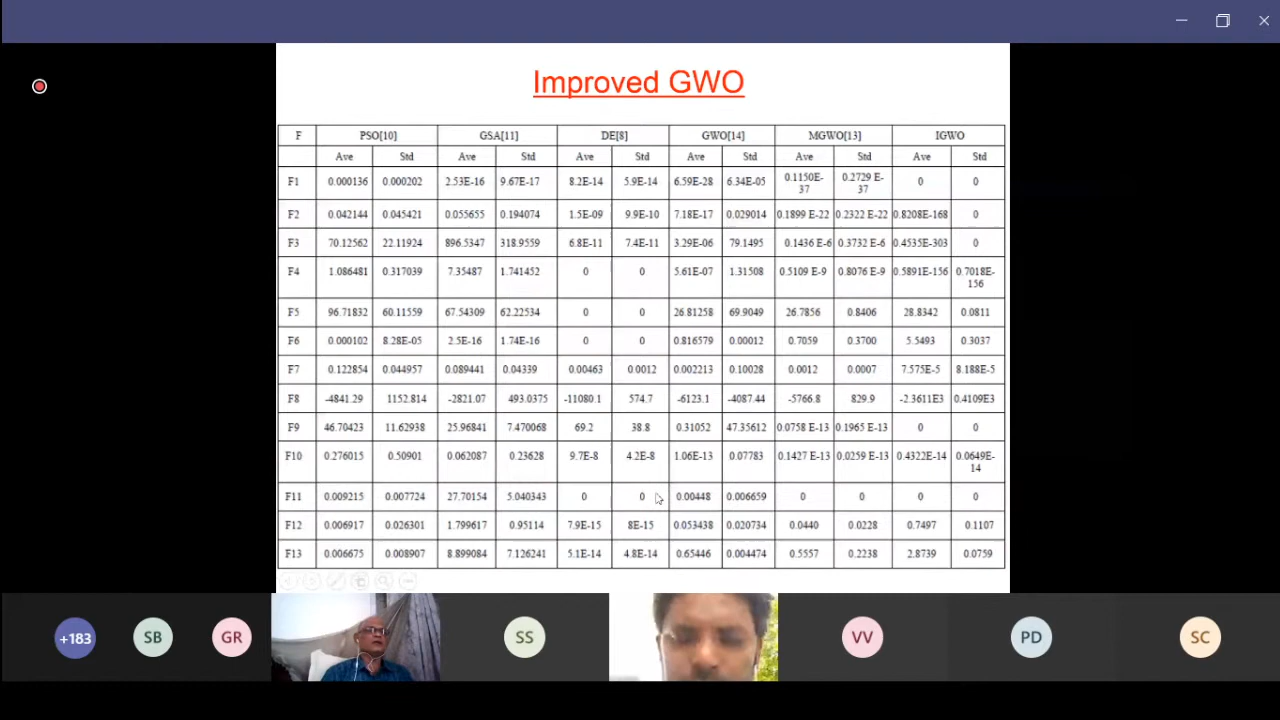 Improved GWO
F PSO[10] GSA[11] DE[8] GWO[14] MGWO[13] IGWO
Ave Std Ave Std Ave Std Ave Std Ave Std Ave Std
F1 0.000136 0.000202 2.53E-16 9.67E-17 8.2E-14 5.9E-14 6.59E-28 6.34E-05 0.1150E-37 0.2729 E-37 0 0
F2 0.042144 0.045421 0.055655 0.194074 1.5E-09 9.9E-10 7.18E-17 0.029014 0.1899 E-22 0.2322 E-22 0.8208E-168 0
F3 70.12562 22.11924 896.5347 318.9559 6.8E-11 7.4E-11 3.29E-06 79.1495 0.1436 E-6 0.3732 E-6 0.4535E-303 0
F4 1.086481 0.317039 7.35487 1.741452 0 0 5.61E-07 1.31508 0.5109 E-9 0.8076 E-9 0.5891E-156 0.7018E-156
F5 96.71832 60.11559 67.54309 62.22534 0 0 26.81258 69.9049 26.7856 0.8406 28.8342 0.0811
F6 0.000102 8.28E-05 2.5E-16 1.74E-16 0 0 0.816579 0.00012 0.7059 0.3700 5.5493 0.3037
F7 0.122854 0.044957 0.089441 0.04339 0.00463 0.0012 0.002213 0.10028 0.0012 0.0007 7.575E-5 8.188E-5
F8 -4841.29 1152.814 -2821.07 493.0375 -11080.1 574.7 -6123.1 -4087.44 -5766.8 829.9 -2.3611E3 0.4109E3
F9 46.70423 11.62938 25.96841 7.470068 69.2 38.8 0.31052 47.35612 0.0758 E-13 0.1965 E-13 0 0
F10 0.276015 0.50901 0.062087 0.23628 9.7E-8 4.2E-8 1.06E-13 0.07783 0.1427 E-13 0.0259 E-13 0.4322E-14 0.0649E-14
F11 0.009215 0.007724 27.70154 5.040343 0 0 0.00448 0.006659 0 0 0 0
F12 0.006917 0.026301 1.799617 0.95114 7.9E-15 8E-15 0.053438 0.020734 0.0440 0.0228 0.7497 0.1107
F13 0.006675 0.008907 8.899084 7.126241 5.1E-14 4.8E-14 0.65446 0.004474 0.5557 0.2238 2.8739 0.0759
+183 SB GR SS VV PD SC